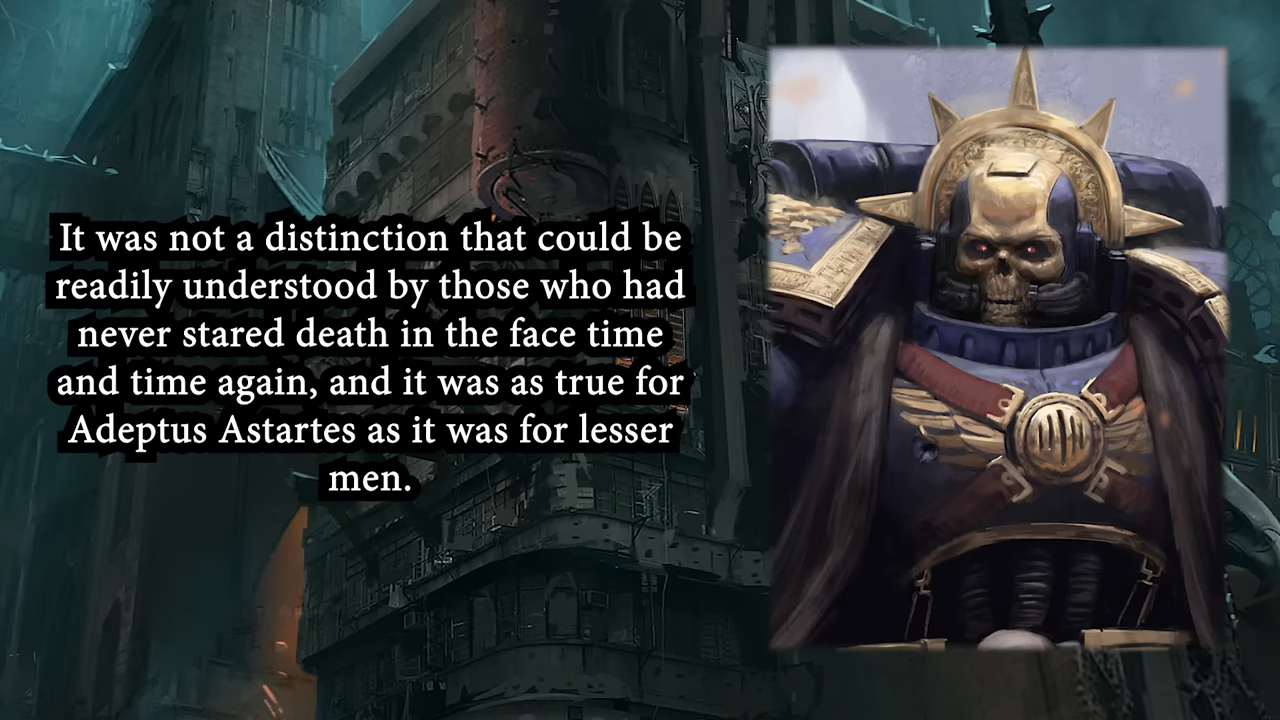 It was not a distinction that could be
readily understood by those who had
never stared death in the face time
and time again, and it was as true for
Adeptus Astartes as it was for lesser
men.